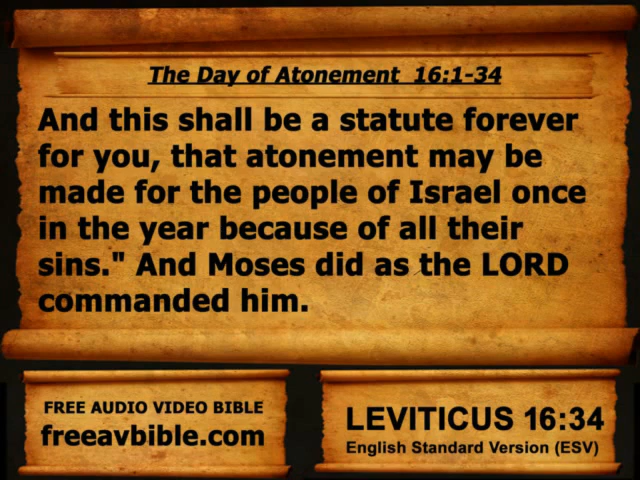 The Day of Atonement  16:1-34
And this shall be a statute forever
for you, that atonement may be
made for the people of Israel once
in the year because of all their
sins." And Moses did as the LORD
commanded him.
FREE AUDIO VIDEO BIBLE
freeavbible.com
LEVITICUS 16:34
English Standard Version (ESV)